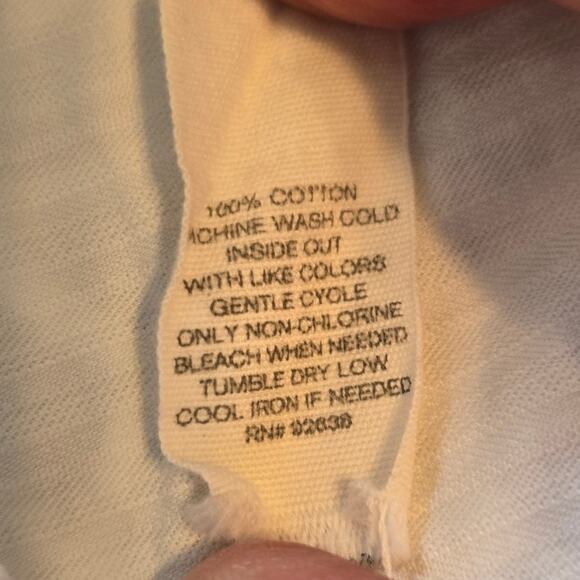 100% COTTON
MACHINE WASH COLD
INSIDE OUT
WITH LIKE COLORS
GENTLE CYCLE
ONLY NON-CHLORINE
BLEACH WHEN NEEDED
TUMBLE DRY LOW
COOL IRON IF NEEDED
RN#